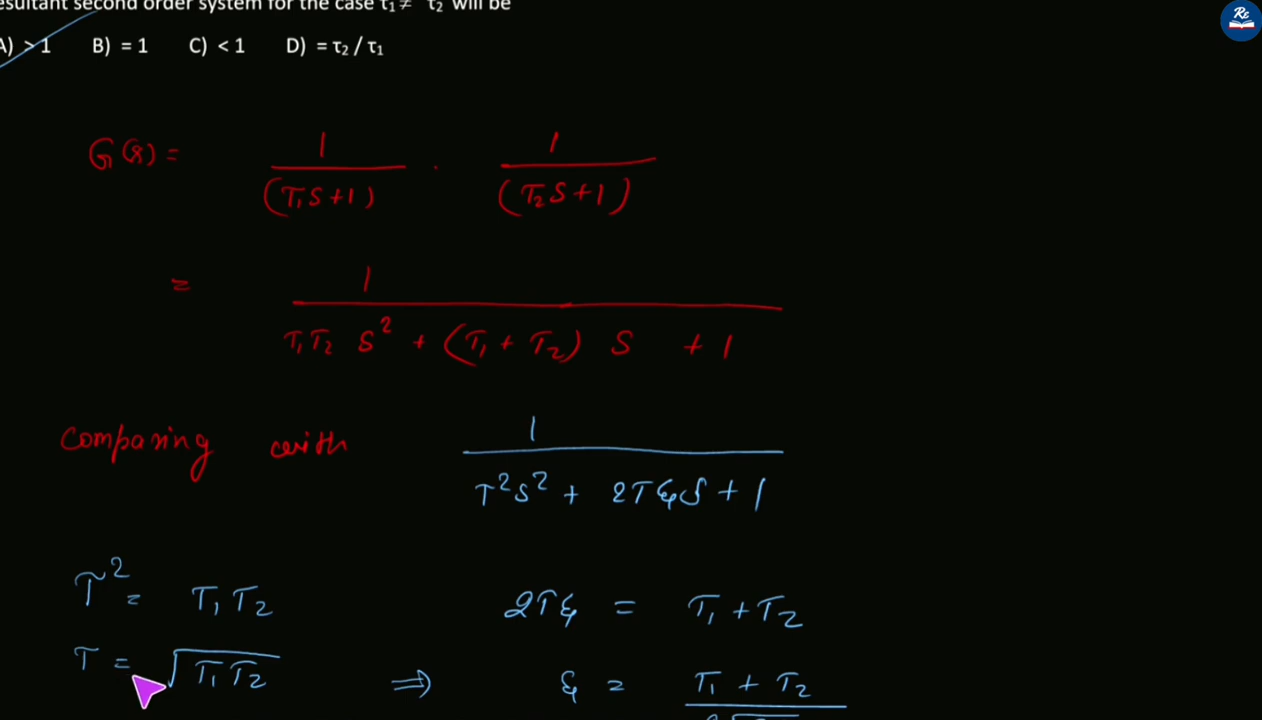 esultant second order system for the case τ₁ ≠ τ₂ will be
A) > 1 B) = 1 C) < 1 D) = τ₂ / τ₁
Re
G(s) = 1 / (τ₁s+1) · 1 / (τ₂s+1)
= 1 / τ₁τ₂ s² + (τ₁ + τ₂) s + 1
Comparing with 1 / τ²s² + 2τξs + 1
τ² = τ₁τ₂ 2τξ = τ₁ + τ₂
τ = √τ₁τ₂ ⇒ ξ = τ₁ + τ₂